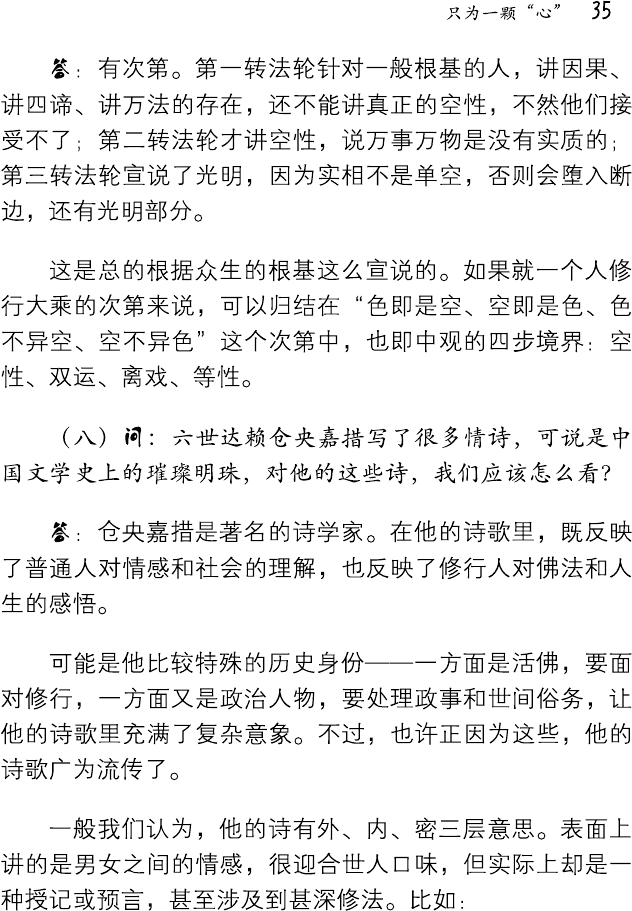 只为一颗“心” 35
答：有次第。第一转法轮针对一般根基的人，讲因果、
讲四谛、讲万法的存在，还不能讲真正的空性，不然他们接
受不了；第二转法轮才讲空性，说万事万物是没有实质的；
第三转法轮宣说了光明，因为实相不是单空，否则会堕入断
边，还有光明部分。
这是总的根据众生的根基这么宣说的。如果就一个人修
行大乘的次第来说，可以归结在“色即是空、空即是色、色
不异空、空不异色”这个次第中，也即中观的四步境界：空
性、双运、离戏、等性。
（八）问：六世达赖仓央嘉措写了很多情诗，可说是中
国文学史上的璀璨明珠，对他的这些诗，我们应该怎么看？
答：仓央嘉措是著名的诗学家。在他的诗歌里，既反映
了普通人对情感和社会的理解，也反映了修行人对佛法和人
生的感悟。
可能是他比较特殊的历史身份——一方面是活佛，要面
对修行，一方面又是政治人物，要处理政事和世间俗务，让
他的诗歌里充满了复杂意象。不过，也许正因为这些，他的
诗歌广为流传了。
一般我们认为，他的诗有外、内、密三层意思。表面上
讲的是男女之间的情感，很迎合世人口味，但实际上却是一
种授记或预言，甚至涉及到甚深修法。比如：